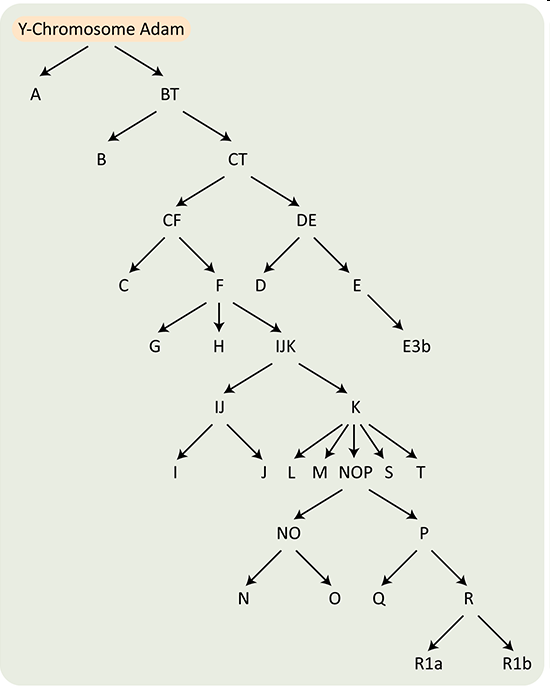 Y-Chromosome Adam
A BT
B CT
CF DE
C F D E
G H IJK E3b
IJ K
I J L M NOP S T
NO P
N O Q R
R1a R1b